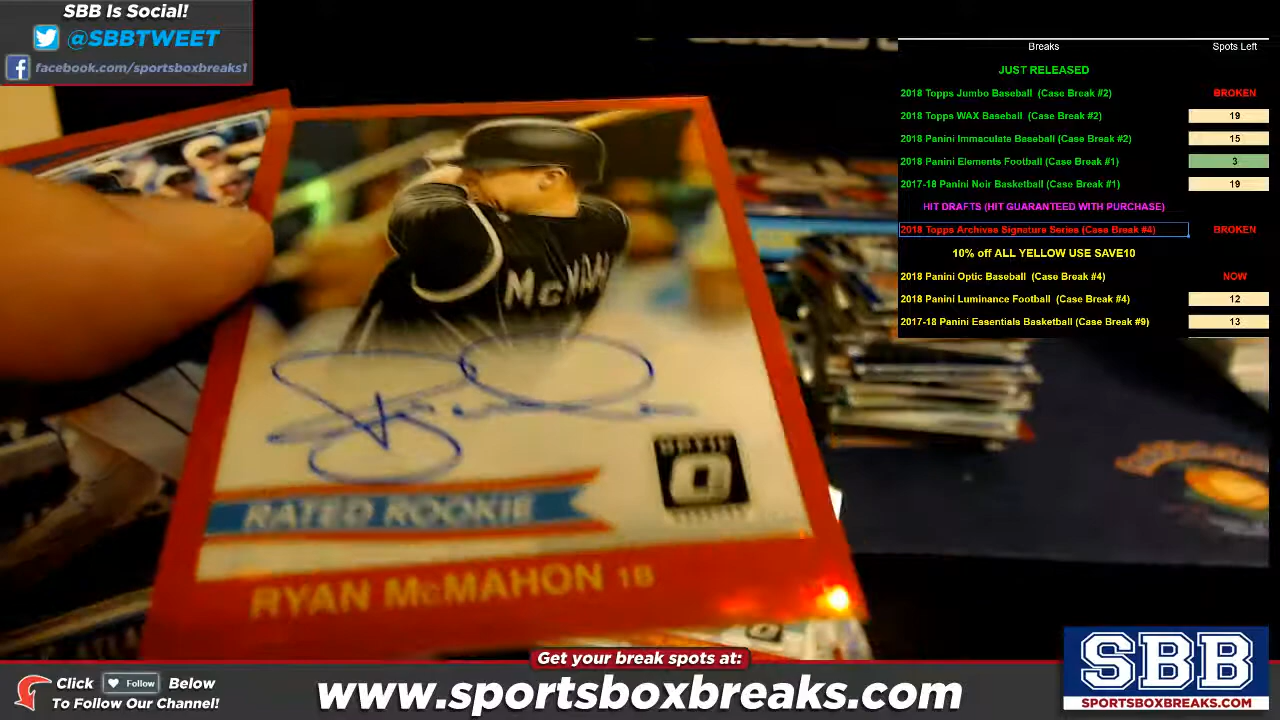 SBB Is Social!
@SBBTWEET
facebook.com/sportsboxbreaks1
Breaks Spots Left
JUST RELEASED
2018 Topps Jumbo Baseball (Case Break #2) BROKEN
2018 Topps WAX Baseball (Case Break #2) 19
2018 Panini Immaculate Baseball (Case Break #2) 15
2018 Panini Elements Football (Case Break #1) 3
2017-18 Panini Noir Basketball (Case Break #1) 19
HIT DRAFTS (HIT GUARANTEED WITH PURCHASE)
2018 Topps Archives Signature Series (Case Break #4) BROKEN
10% off ALL YELLOW USE SAVE10
2018 Panini Optic Baseball (Case Break #4) NOW
2018 Panini Luminance Football (Case Break #4) 12
2017-18 Panini Essentials Basketball (Case Break #9) 13
RATED ROOKIE
RYAN McMAHON 1B
Get your break spots at:
Click Follow Below
To Follow Our Channel!
www.sportsboxbreaks.com
SBB
SPORTSBOXBREAKS.COM